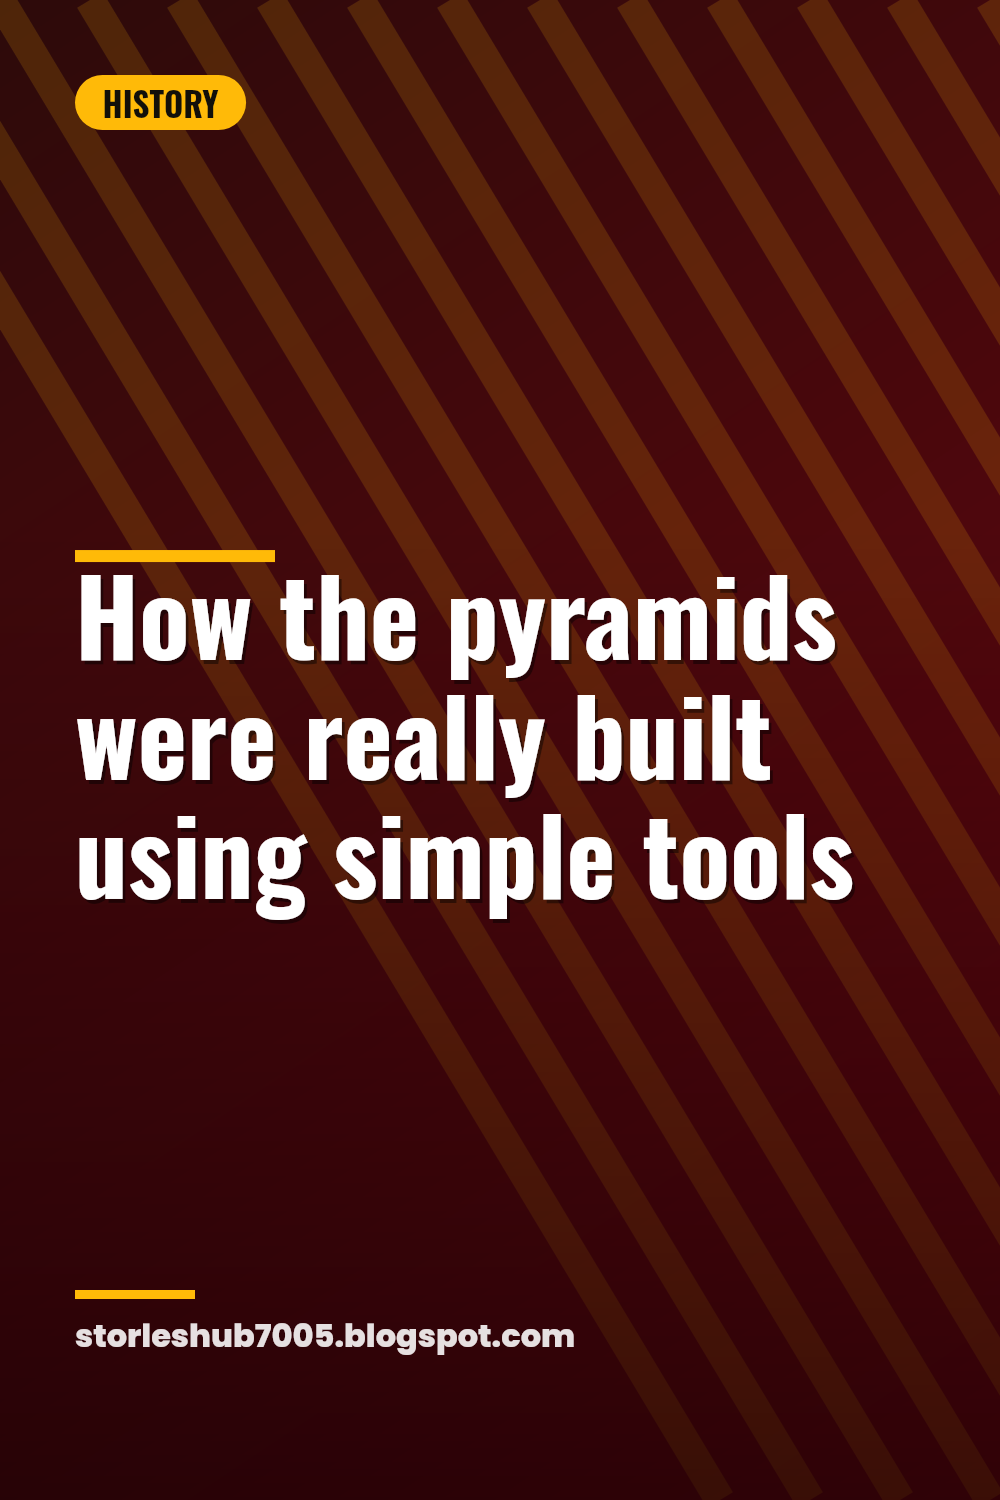 HISTORY
How the pyramids
were really built
using simple tools
storleshub7005.blogspot.com